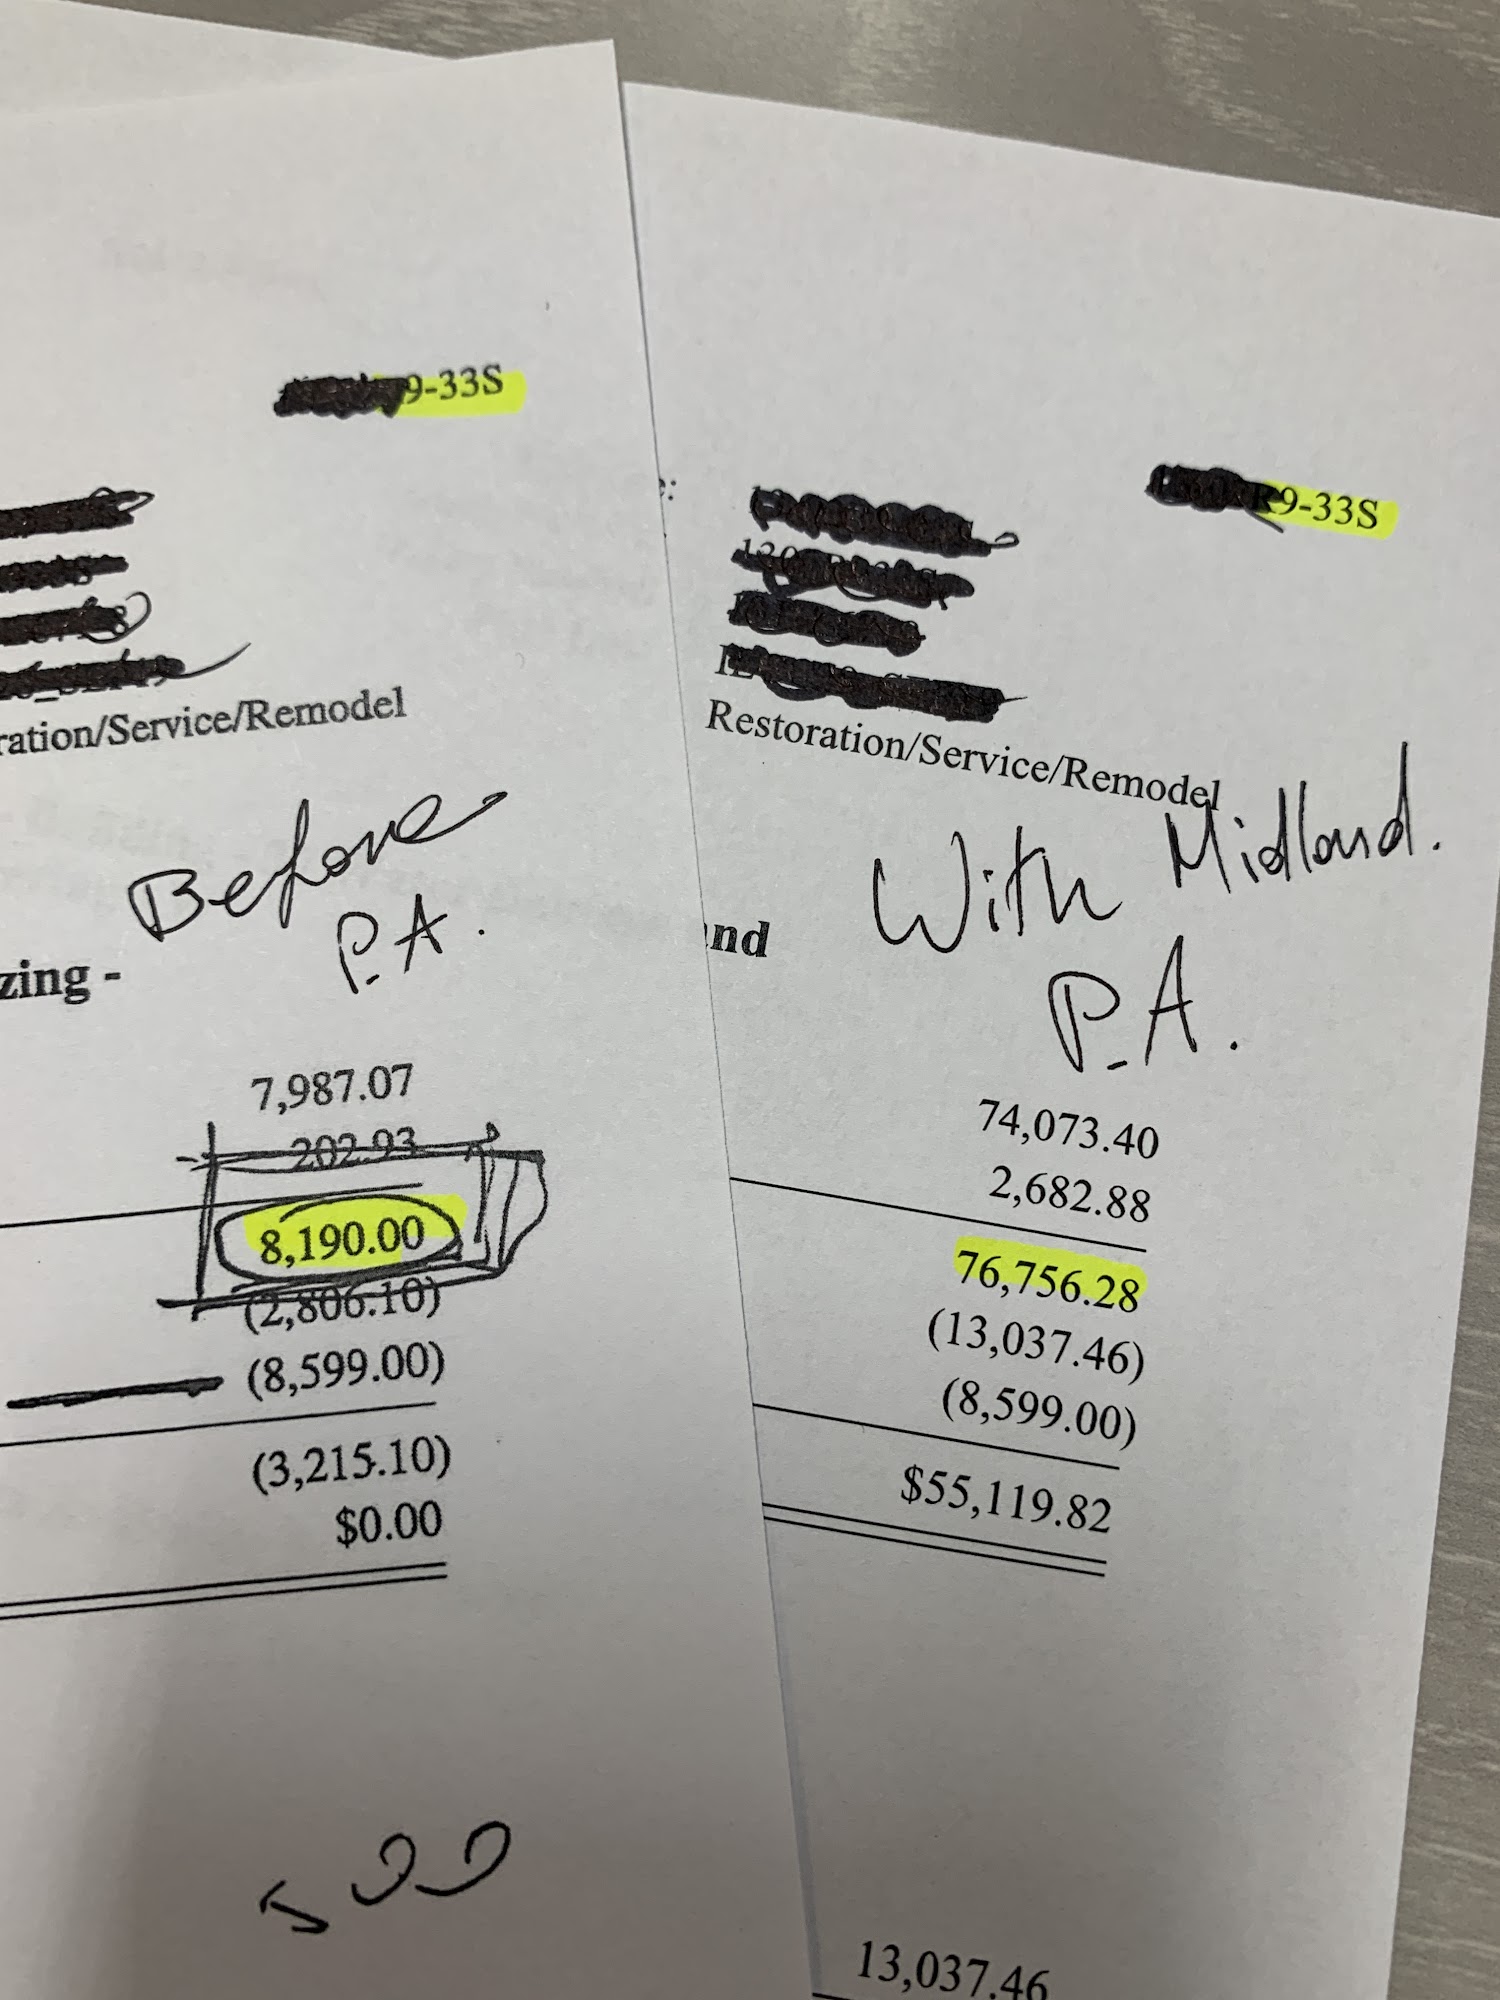 9-33S
ration/Service/Remodel
Before
P.A.
zing -
7,987.07
202.93
8,190.00
(2,806.10)
(8,599.00)
(3,215.10)
$0.00
e:
R9-33S
Restoration/Service/Remodel
With Midland.
P.A.
and
74,073.40
2,682.88
76,756.28
(13,037.46)
(8,599.00)
$55,119.82
13,037.46